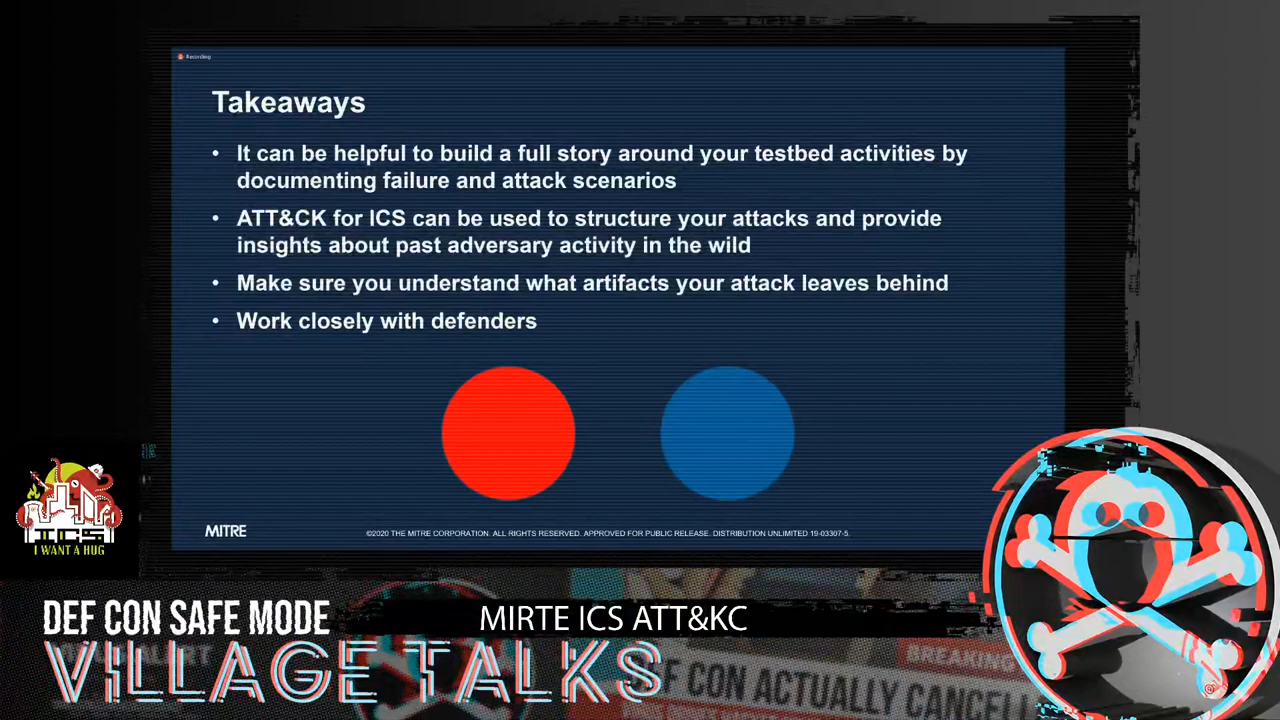 Recording
Takeaways
• It can be helpful to build a full story around your testbed activities by
documenting failure and attack scenarios
• ATT&CK for ICS can be used to structure your attacks and provide
insights about past adversary activity in the wild
• Make sure you understand what artifacts your attack leaves behind
• Work closely with defenders
MITRE
©2020 THE MITRE CORPORATION. ALL RIGHTS RESERVED. APPROVED FOR PUBLIC RELEASE. DISTRIBUTION UNLIMITED 19-03307-5.
ICS
I WANT A HUG
DEF CON SAFE MODE
MIRTE ICS ATT&KC
VILLAGE TALKS
BREAKING
DEF CON ACTUALLY